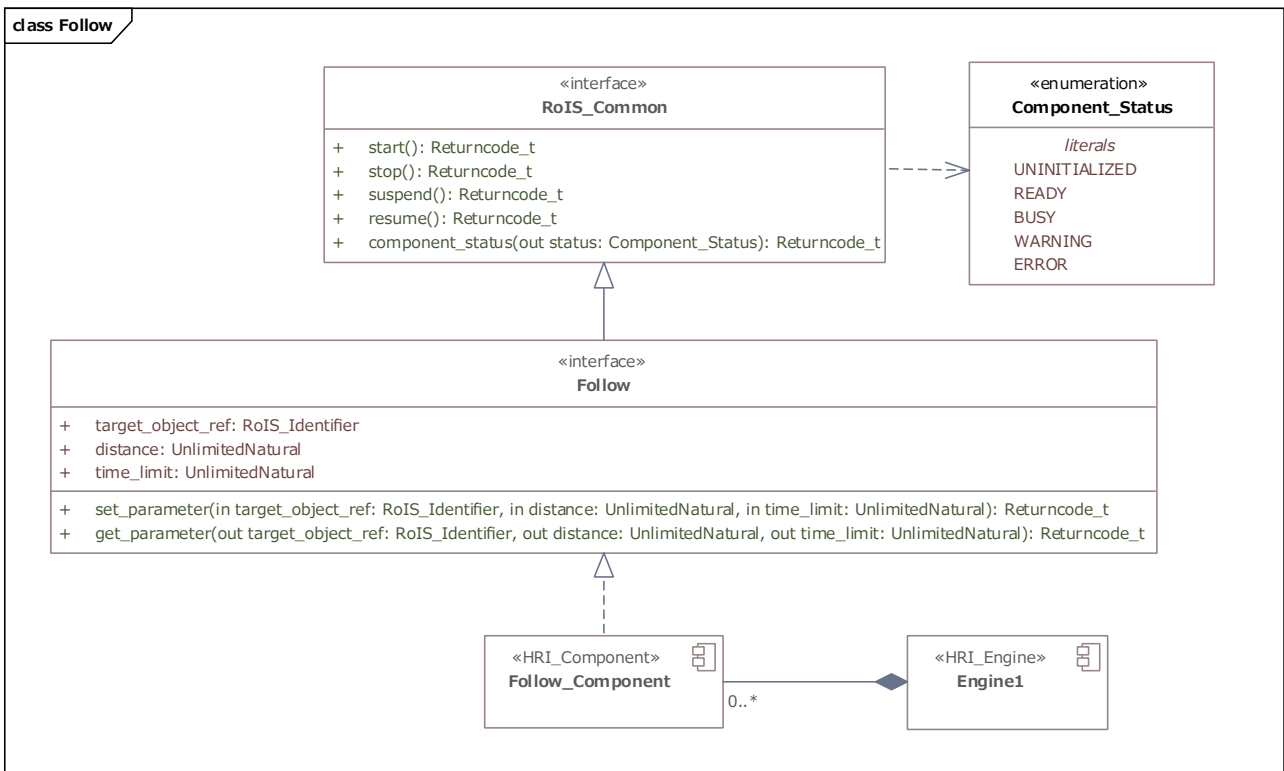 class Follow
«interface»
RoIS_Common
+ start(): Returncode_t
+ stop(): Returncode_t
+ suspend(): Returncode_t
+ resume(): Returncode_t
+ component_status(out status: Component_Status): Returncode_t
«enumeration»
Component_Status
literals
UNINITIALIZED
READY
BUSY
WARNING
ERROR
«interface»
Follow
+ target_object_ref: RoIS_Identifier
+ distance: UnlimitedNatural
+ time_limit: UnlimitedNatural
+ set_parameter(in target_object_ref: RoIS_Identifier, in distance: UnlimitedNatural, in time_limit: UnlimitedNatural): Returncode_t
+ get_parameter(out target_object_ref: RoIS_Identifier, out distance: UnlimitedNatural, out time_limit: UnlimitedNatural): Returncode_t
«HRI_Component»
Follow_Component
0..*
«HRI_Engine»
Engine1